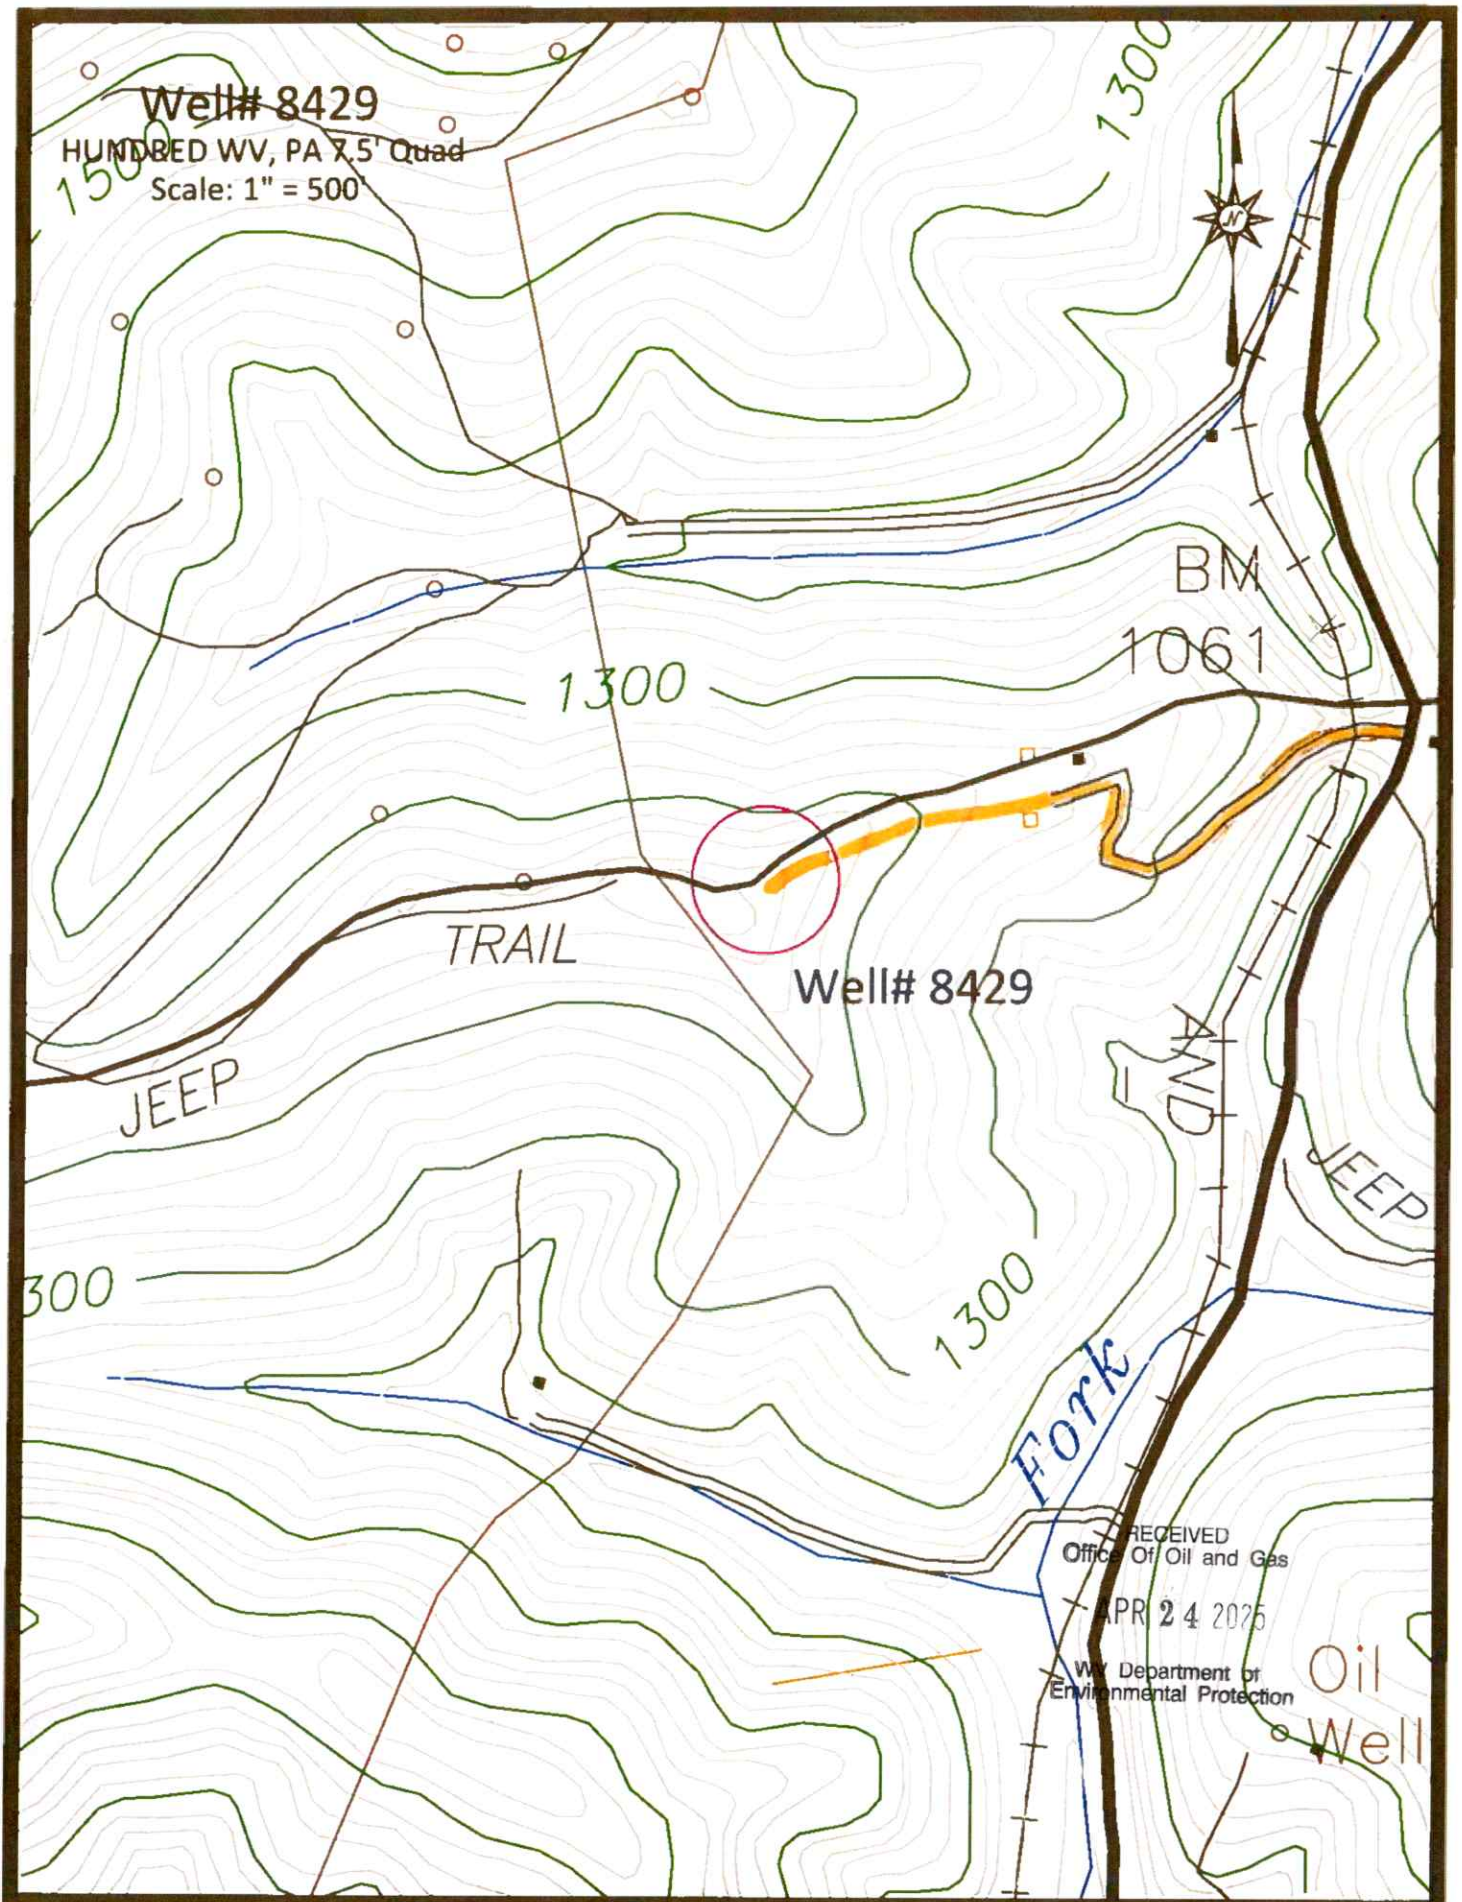 Well# 8429
HUNDRED WV, PA 7.5' Quad
Scale: 1" = 500'
1500
1300
N
BM
1061
1300
TRAIL
Well# 8429
JEEP
AND
JEEP
300
1300
Fork
RECEIVED
Office Of Oil and Gas
APR 24 2025
WV Department of
Environmental Protection
Oil
Well